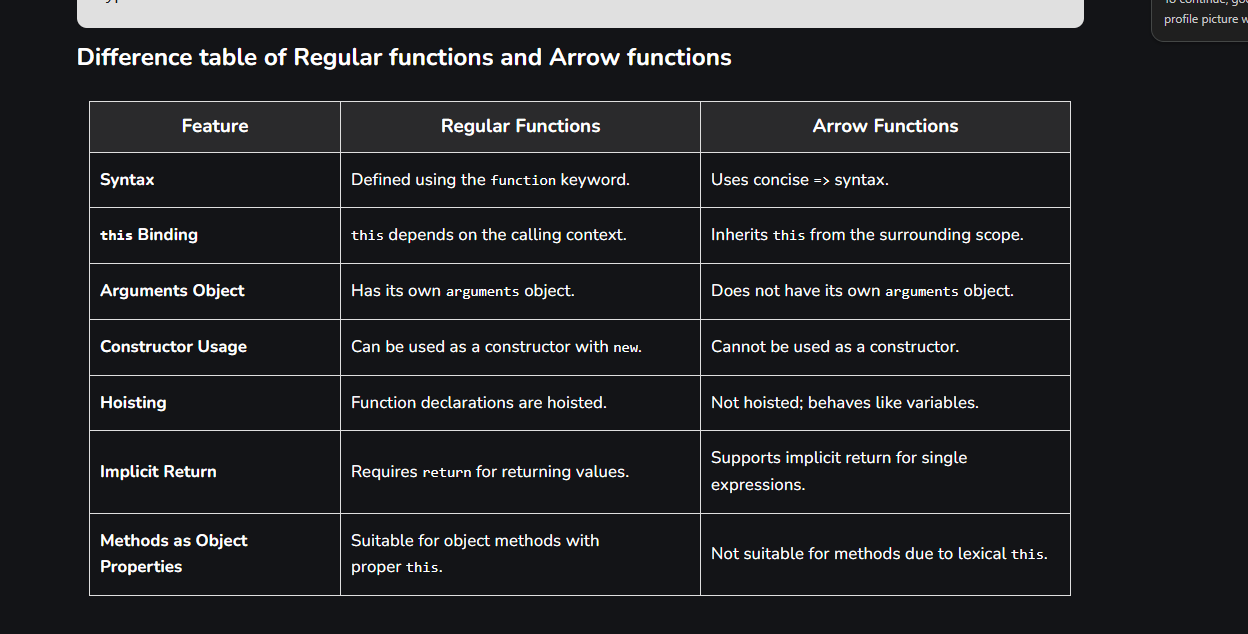 To continue,
profile picture w
Difference table of Regular functions and Arrow functions
Feature Regular Functions Arrow Functions
Syntax Defined using the function keyword. Uses concise => syntax.
this Binding this depends on the calling context. Inherits this from the surrounding scope.
Arguments Object Has its own arguments object. Does not have its own arguments object.
Constructor Usage Can be used as a constructor with new. Cannot be used as a constructor.
Hoisting Function declarations are hoisted. Not hoisted; behaves like variables.
Implicit Return Requires return for returning values. Supports implicit return for single
expressions.
Methods as Object
Properties
Suitable for object methods with
proper this.
Not suitable for methods due to lexical this.